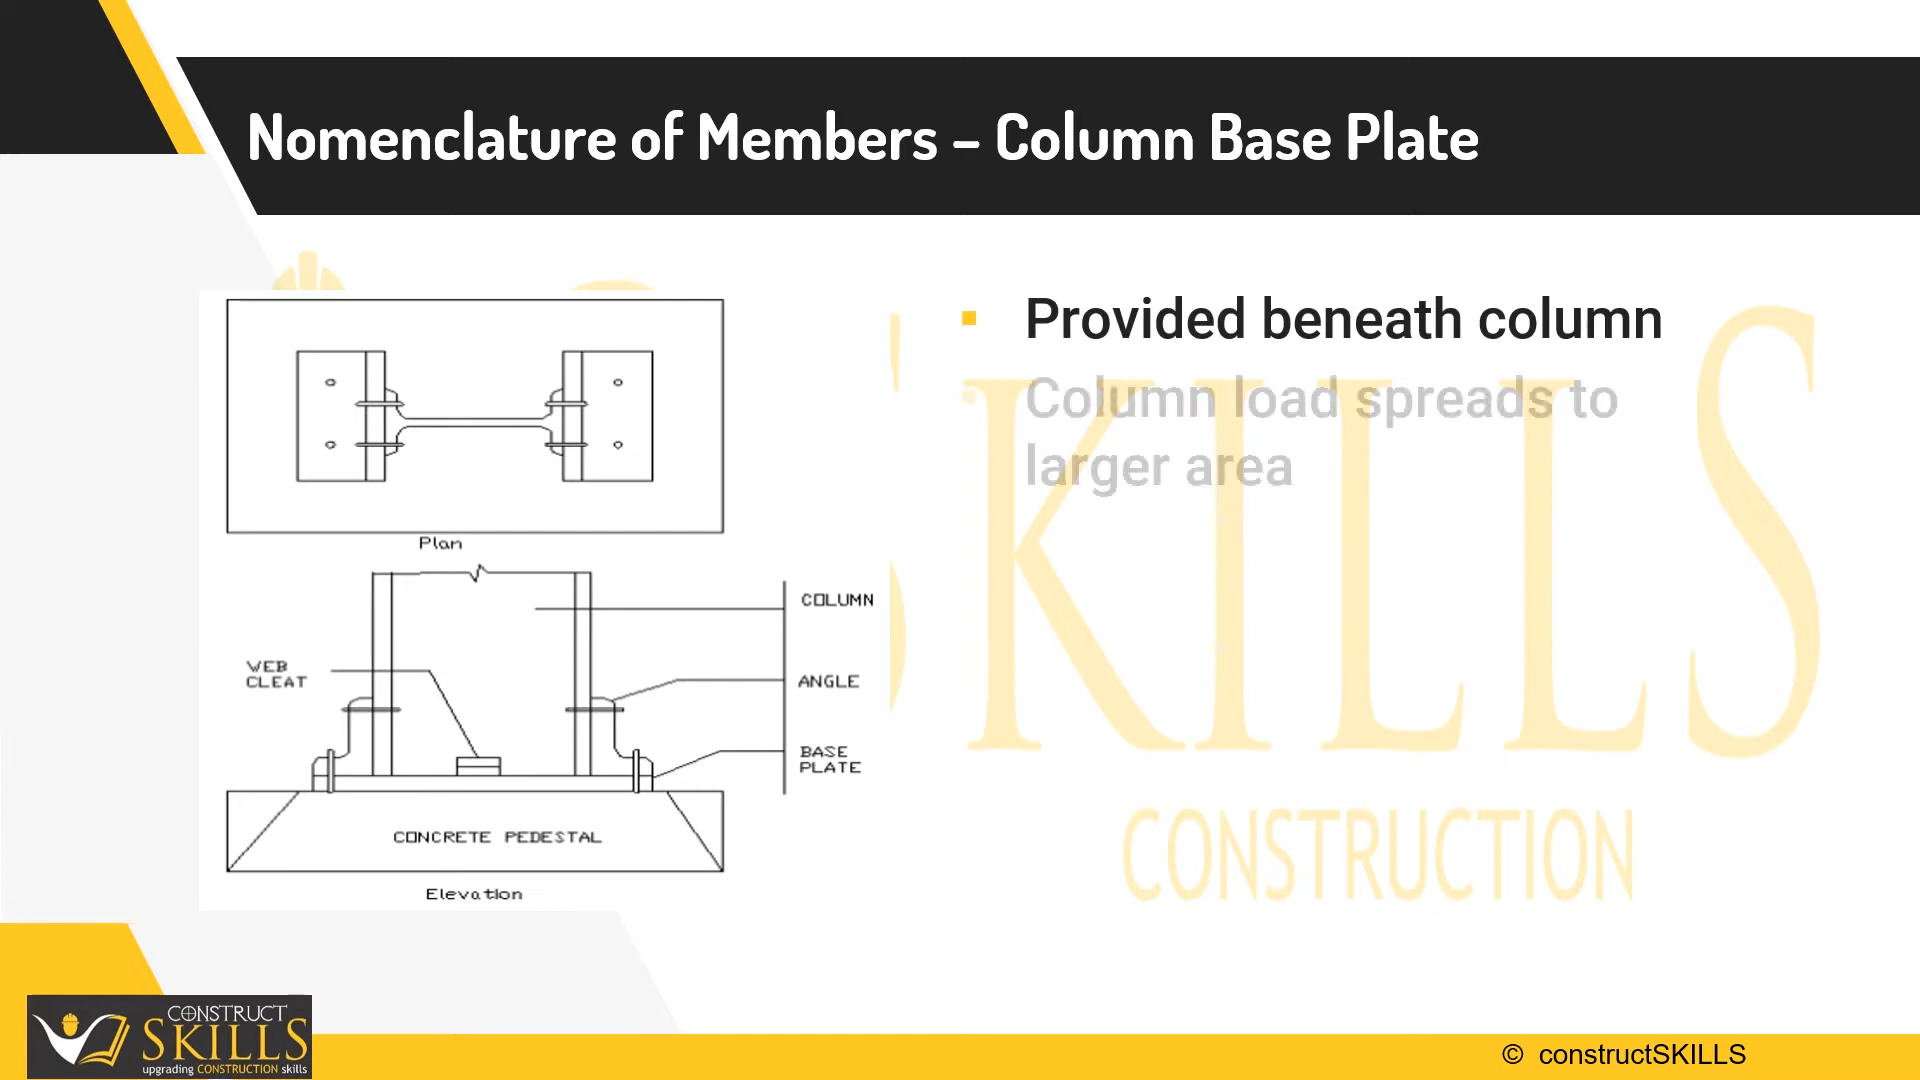 Nomenclature of Members – Column Base Plate
Provided beneath column
Column load spreads to
larger area
Plan
COLUMN
WEB
CLEAT
ANGLE
BASE
PLATE
CONCRETE PEDESTAL
Elevation
SKILLS
CONSTRUCTION
CONSTRUCT
SKILLS
upgrading CONSTRUCTION skills
© constructSKILLS